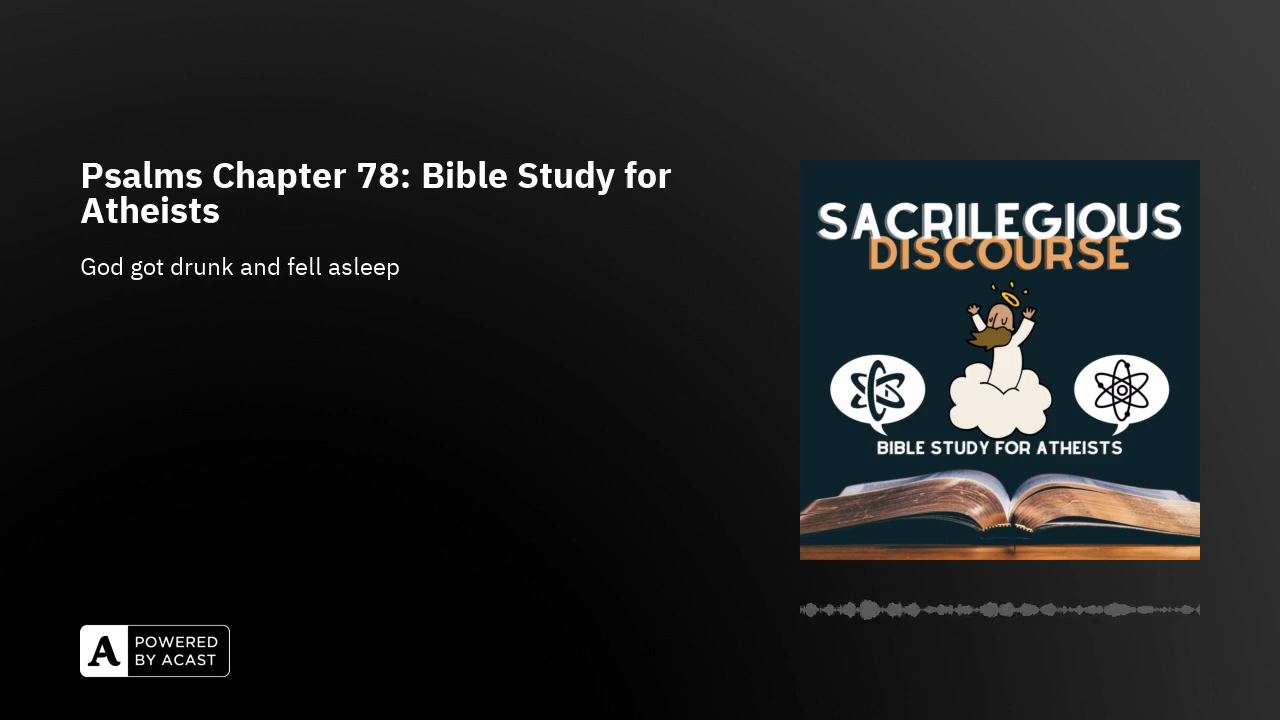 Psalms Chapter 78: Bible Study for
Atheists
God got drunk and fell asleep
SACRILEGIOUS
DISCOURSE
BIBLE STUDY FOR ATHEISTS
A POWERED
BY ACAST